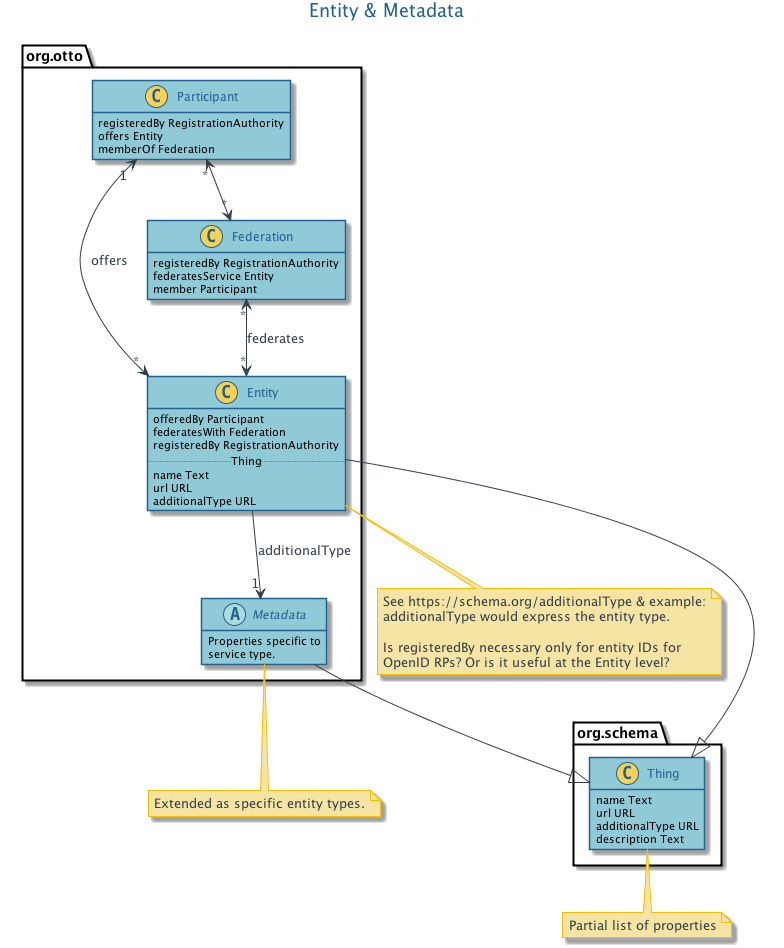 Entity & Metadata
org.otto
C Participant
registeredBy RegistrationAuthority
offers Entity
memberOf Federation
1
*
*
C Federation
registeredBy RegistrationAuthority
federatesService Entity
member Participant
offers
*
federates
*
*
C Entity
offeredBy Participant
federatesWith Federation
registeredBy RegistrationAuthority
Thing
name Text
url URL
additionalType URL
additionalType
1
A Metadata
Properties specific to
service type.
See https://schema.org/additionalType & example:
additionalType would express the entity type.
Is registeredBy necessary only for entity IDs for
OpenID RPs? Or is it useful at the Entity level?
org.schema
C Thing
name Text
url URL
additionalType URL
description Text
Extended as specific entity types.
Partial list of properties